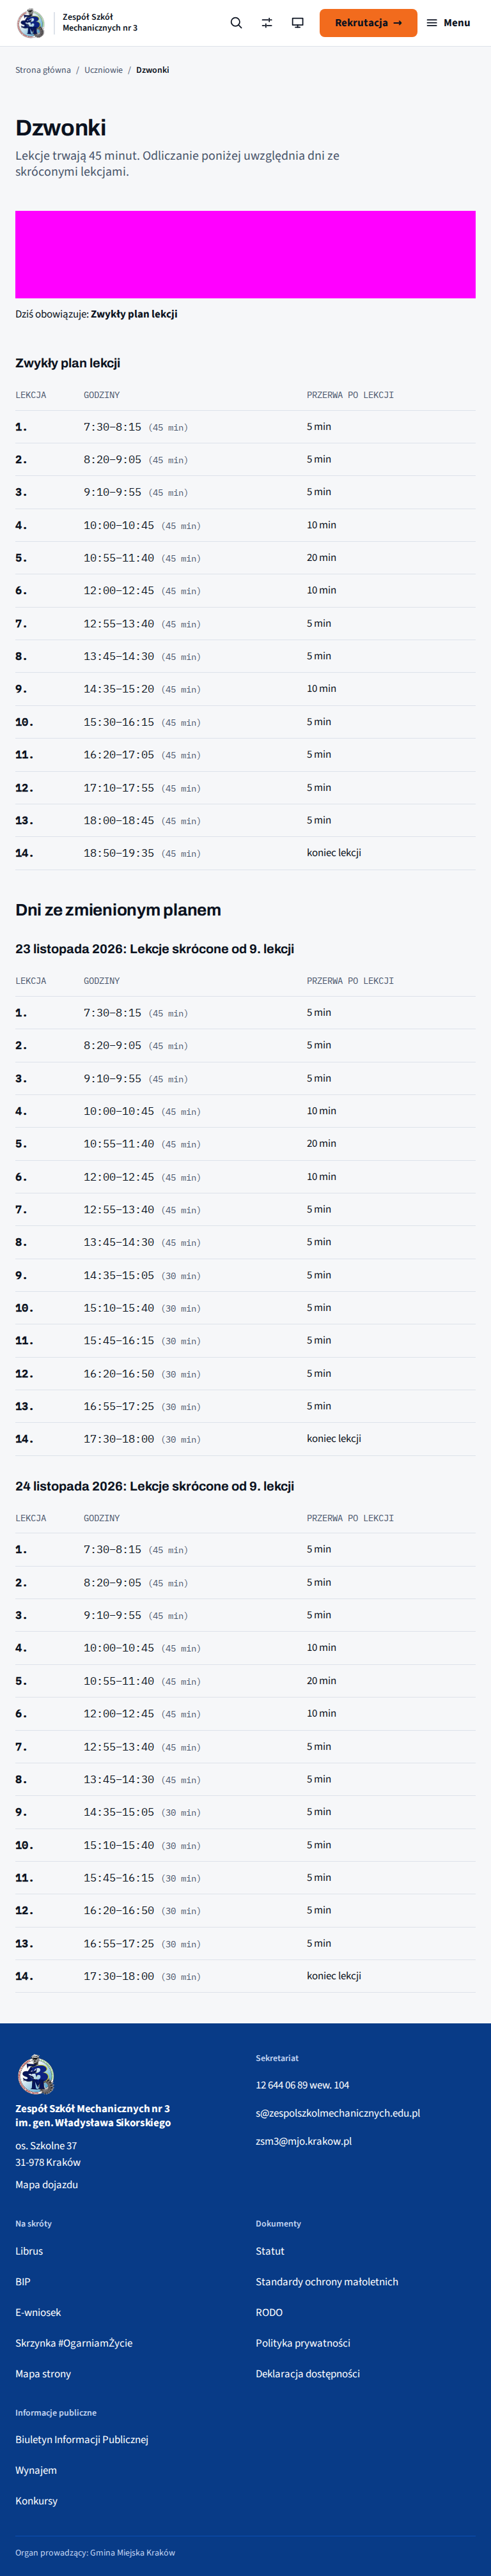 Zespół Szkół
Mechanicznych nr 3
Rekrutacja →
Menu
Strona główna / Uczniowie / Dzwonki
Dzwonki
Lekcje trwają 45 minut. Odliczanie poniżej uwzględnia dni ze
skróconymi lekcjami.
Dziś obowiązuje: Zwykły plan lekcji
Zwykły plan lekcji
LEKCJA GODZINY PRZERWA PO LEKCJI
1. 7:30–8:15 (45 min) 5 min
2. 8:20–9:05 (45 min) 5 min
3. 9:10–9:55 (45 min) 5 min
4. 10:00–10:45 (45 min) 10 min
5. 10:55–11:40 (45 min) 20 min
6. 12:00–12:45 (45 min) 10 min
7. 12:55–13:40 (45 min) 5 min
8. 13:45–14:30 (45 min) 5 min
9. 14:35–15:20 (45 min) 10 min
10. 15:30–16:15 (45 min) 5 min
11. 16:20–17:05 (45 min) 5 min
12. 17:10–17:55 (45 min) 5 min
13. 18:00–18:45 (45 min) 5 min
14. 18:50–19:35 (45 min) koniec lekcji
Dni ze zmienionym planem
23 listopada 2026: Lekcje skrócone od 9. lekcji
LEKCJA GODZINY PRZERWA PO LEKCJI
1. 7:30–8:15 (45 min) 5 min
2. 8:20–9:05 (45 min) 5 min
3. 9:10–9:55 (45 min) 5 min
4. 10:00–10:45 (45 min) 10 min
5. 10:55–11:40 (45 min) 20 min
6. 12:00–12:45 (45 min) 10 min
7. 12:55–13:40 (45 min) 5 min
8. 13:45–14:30 (45 min) 5 min
9. 14:35–15:05 (30 min) 5 min
10. 15:10–15:40 (30 min) 5 min
11. 15:45–16:15 (30 min) 5 min
12. 16:20–16:50 (30 min) 5 min
13. 16:55–17:25 (30 min) 5 min
14. 17:30–18:00 (30 min) koniec lekcji
24 listopada 2026: Lekcje skrócone od 9. lekcji
LEKCJA GODZINY PRZERWA PO LEKCJI
1. 7:30–8:15 (45 min) 5 min
2. 8:20–9:05 (45 min) 5 min
3. 9:10–9:55 (45 min) 5 min
4. 10:00–10:45 (45 min) 10 min
5. 10:55–11:40 (45 min) 20 min
6. 12:00–12:45 (45 min) 10 min
7. 12:55–13:40 (45 min) 5 min
8. 13:45–14:30 (45 min) 5 min
9. 14:35–15:05 (30 min) 5 min
10. 15:10–15:40 (30 min) 5 min
11. 15:45–16:15 (30 min) 5 min
12. 16:20–16:50 (30 min) 5 min
13. 16:55–17:25 (30 min) 5 min
14. 17:30–18:00 (30 min) koniec lekcji
Zespół Szkół Mechanicznych nr 3
im. gen. Władysława Sikorskiego
os. Szkolne 37
31-978 Kraków
Mapa dojazdu
Sekretariat
12 644 06 89 wew. 104
s@zespolszkolmechanicznych.edu.pl
zsm3@mjo.krakow.pl
Na skróty
Librus
BIP
E-wniosek
Skrzynka #OgarniamŻycie
Mapa strony
Dokumenty
Statut
Standardy ochrony małoletnich
RODO
Polityka prywatności
Deklaracja dostępności
Informacje publiczne
Biuletyn Informacji Publicznej
Wynajem
Konkursy
Organ prowadzący: Gmina Miejska Kraków